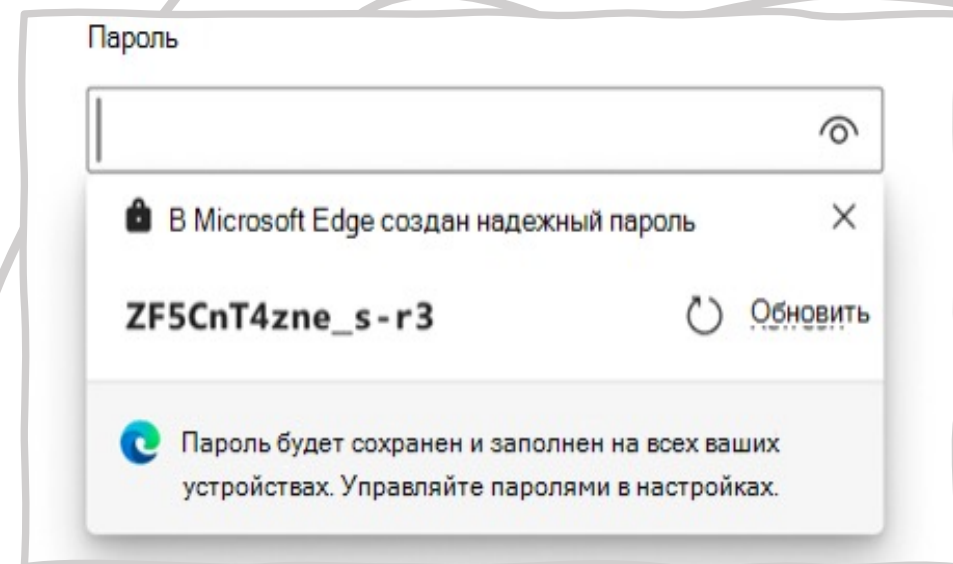 Пароль
В Microsoft Edge создан надежный пароль
ZF5CnT4zne_s-r3
Обновить
Пароль будет сохранен и заполнен на всех ваших
устройствах. Управляйте паролями в настройках.